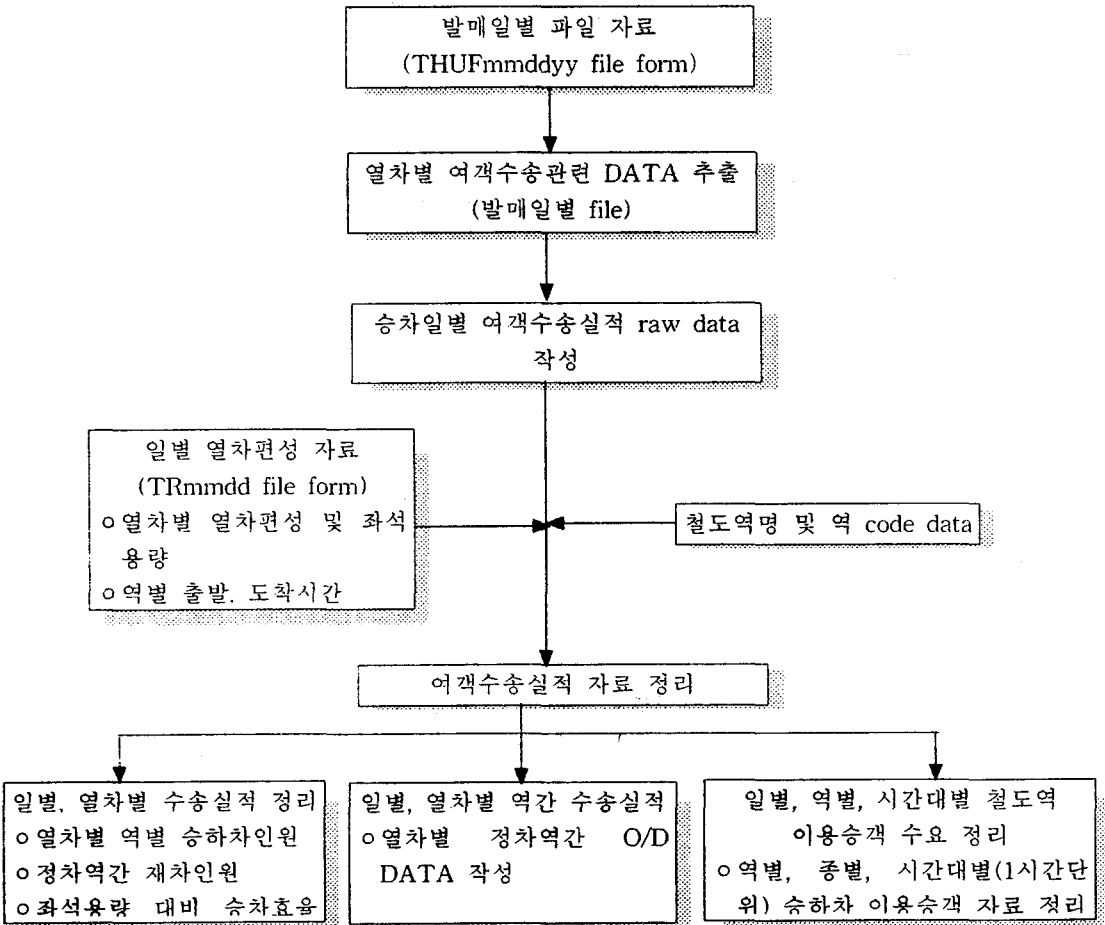 발매일별 파일 자료
(THUFmmddyy file form)
열차별 여객수송관련 DATA 추출
(발매일별 file)
승차일별 여객수송실적 raw data
작성
일별 열차편성 자료
(TRmmdd file form)
o 열차별 열차편성 및 좌석
용량
o 역별 출발. 도착시간
철도역명 및 역 code data
여객수송실적 자료 정리
일별, 열차별 수송실적 정리
o 열차별 역별 승하차인원
o 정차역간 재차인원
o 좌석용량 대비 승차효율
일별, 열차별 역간 수송실적
o 열차별 정차역간 O/D
DATA 작성
일별, 역별, 시간대별 철도역
이용승객 수요 정리
o 역별, 종별, 시간대별(1시간단
위) 승하차 이용승객 자료 정리